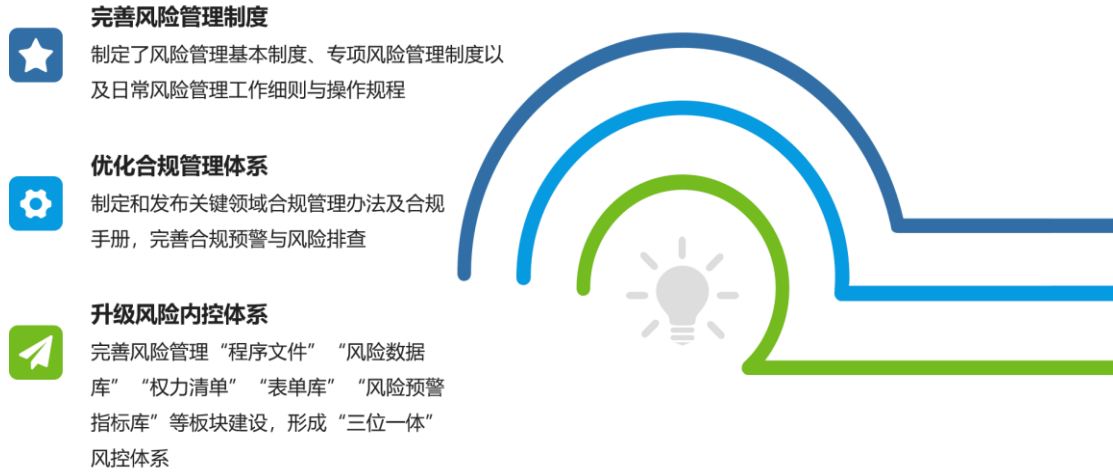 完善风险管理制度
制定了风险管理基本制度、专项风险管理制度以
及日常风险管理工作细则与操作规程
优化合规管理体系
制定和发布关键领域合规管理办法及合规
手册，完善合规预警与风险排查
升级风险内控体系
完善风险管理“程序文件”“风险数据
库”“权力清单”“表单库”“风险预警
指标库”等板块建设，形成“三位一体”
风控体系